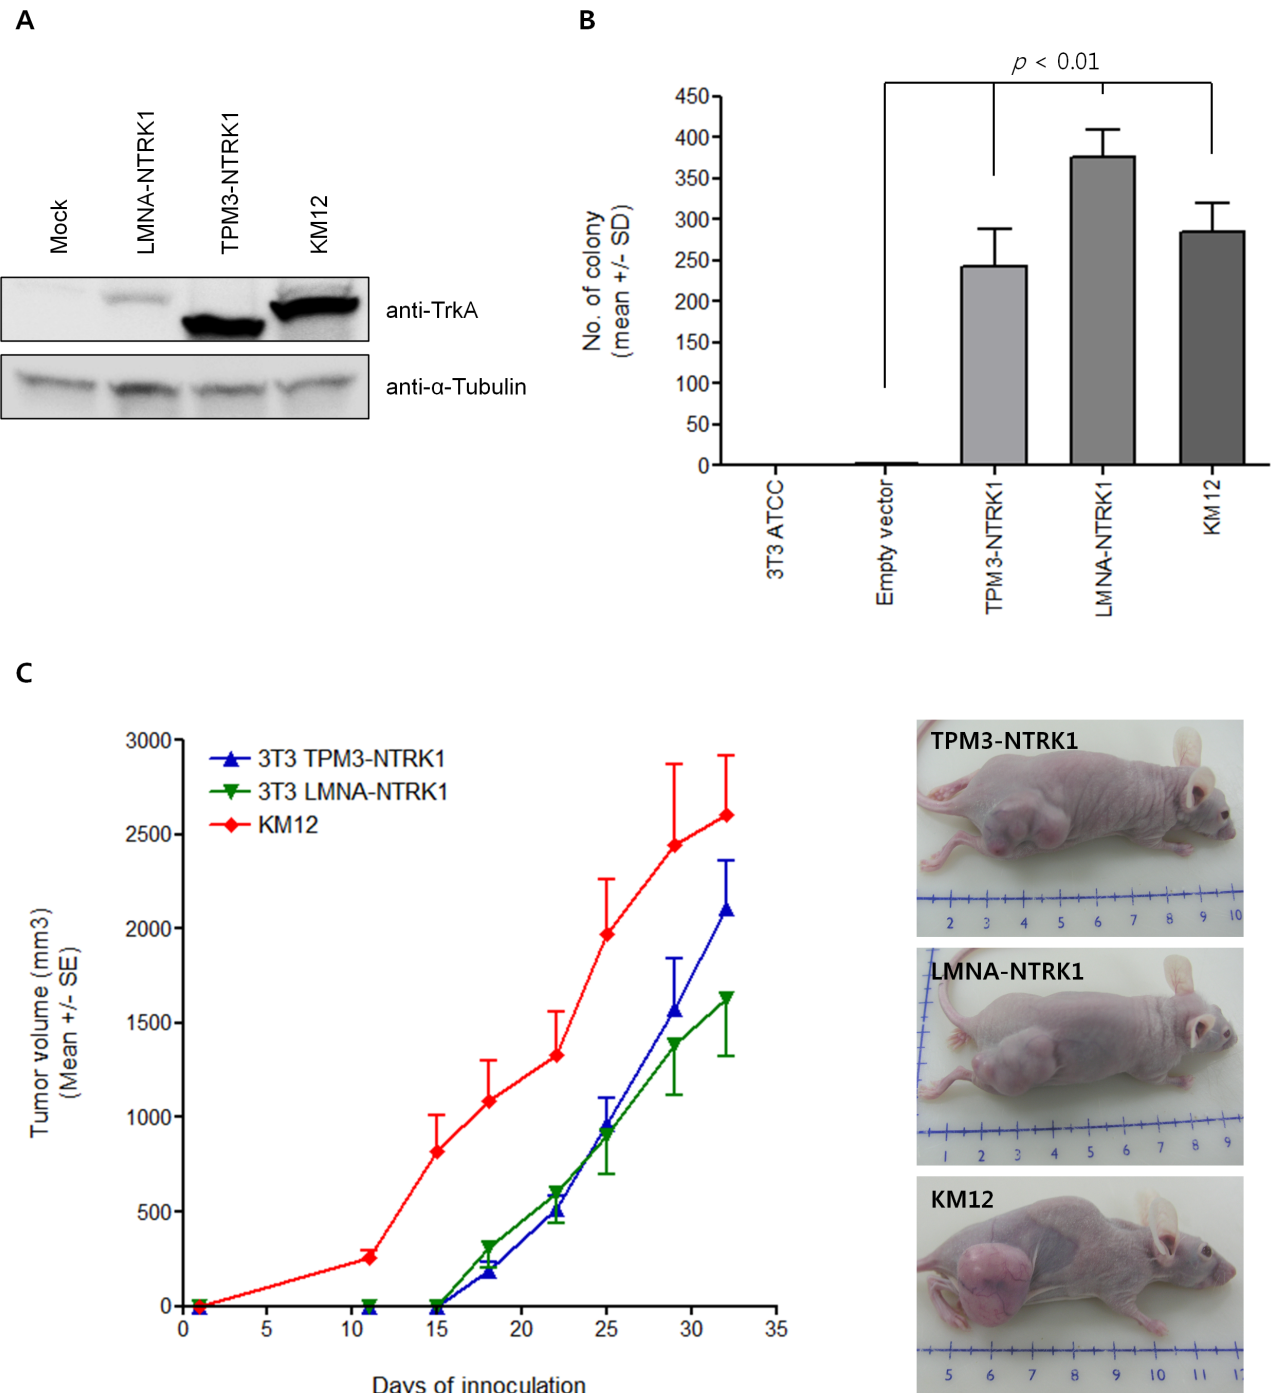 A
Mock
LMNA-NTRK1
TPM3-NTRK1
KM12
anti-TrkA
anti-α-Tubulin
B
p < 0.01
No. of colony
(mean +/- SD)
450
400
350
300
250
200
150
100
50
0
3T3 ATCC
Empty vector
TPM3-NTRK1
LMNA-NTRK1
KM12
C
Tumor volume (mm3)
(Mean +/- SE)
3000
2500
2000
1500
1000
500
0
3T3 TPM3-NTRK1
3T3 LMNA-NTRK1
KM12
0 5 10 15 20 25 30 35
Days of innoculation
TPM3-NTRK1
2 3 4 5 6 7 8 9 10
LMNA-NTRK1
1 2 3 4 5 6 7 8 9
KM12
5 6 7 8 9 10 11